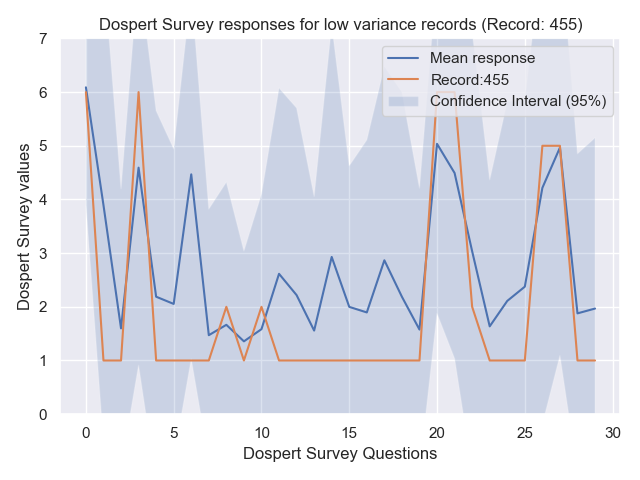 Dospert Survey responses for low variance records (Record: 455)
7
6
5
4
3
2
1
0
Dospert Survey values
Mean response
Record:455
Confidence Interval (95%)
0 5 10 15 20 25 30
Dospert Survey Questions